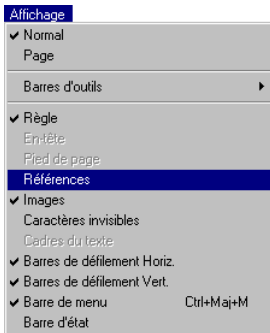 Affichage
Normal
Page
Barres d'outils
Règle
En-tête
Pied de page
Références
Images
Caractères invisibles
Cadres du texte
Barres de défilement Horiz.
Barres de défilement Vert.
Barre de menu Ctrl+Maj+M
Barre d'état